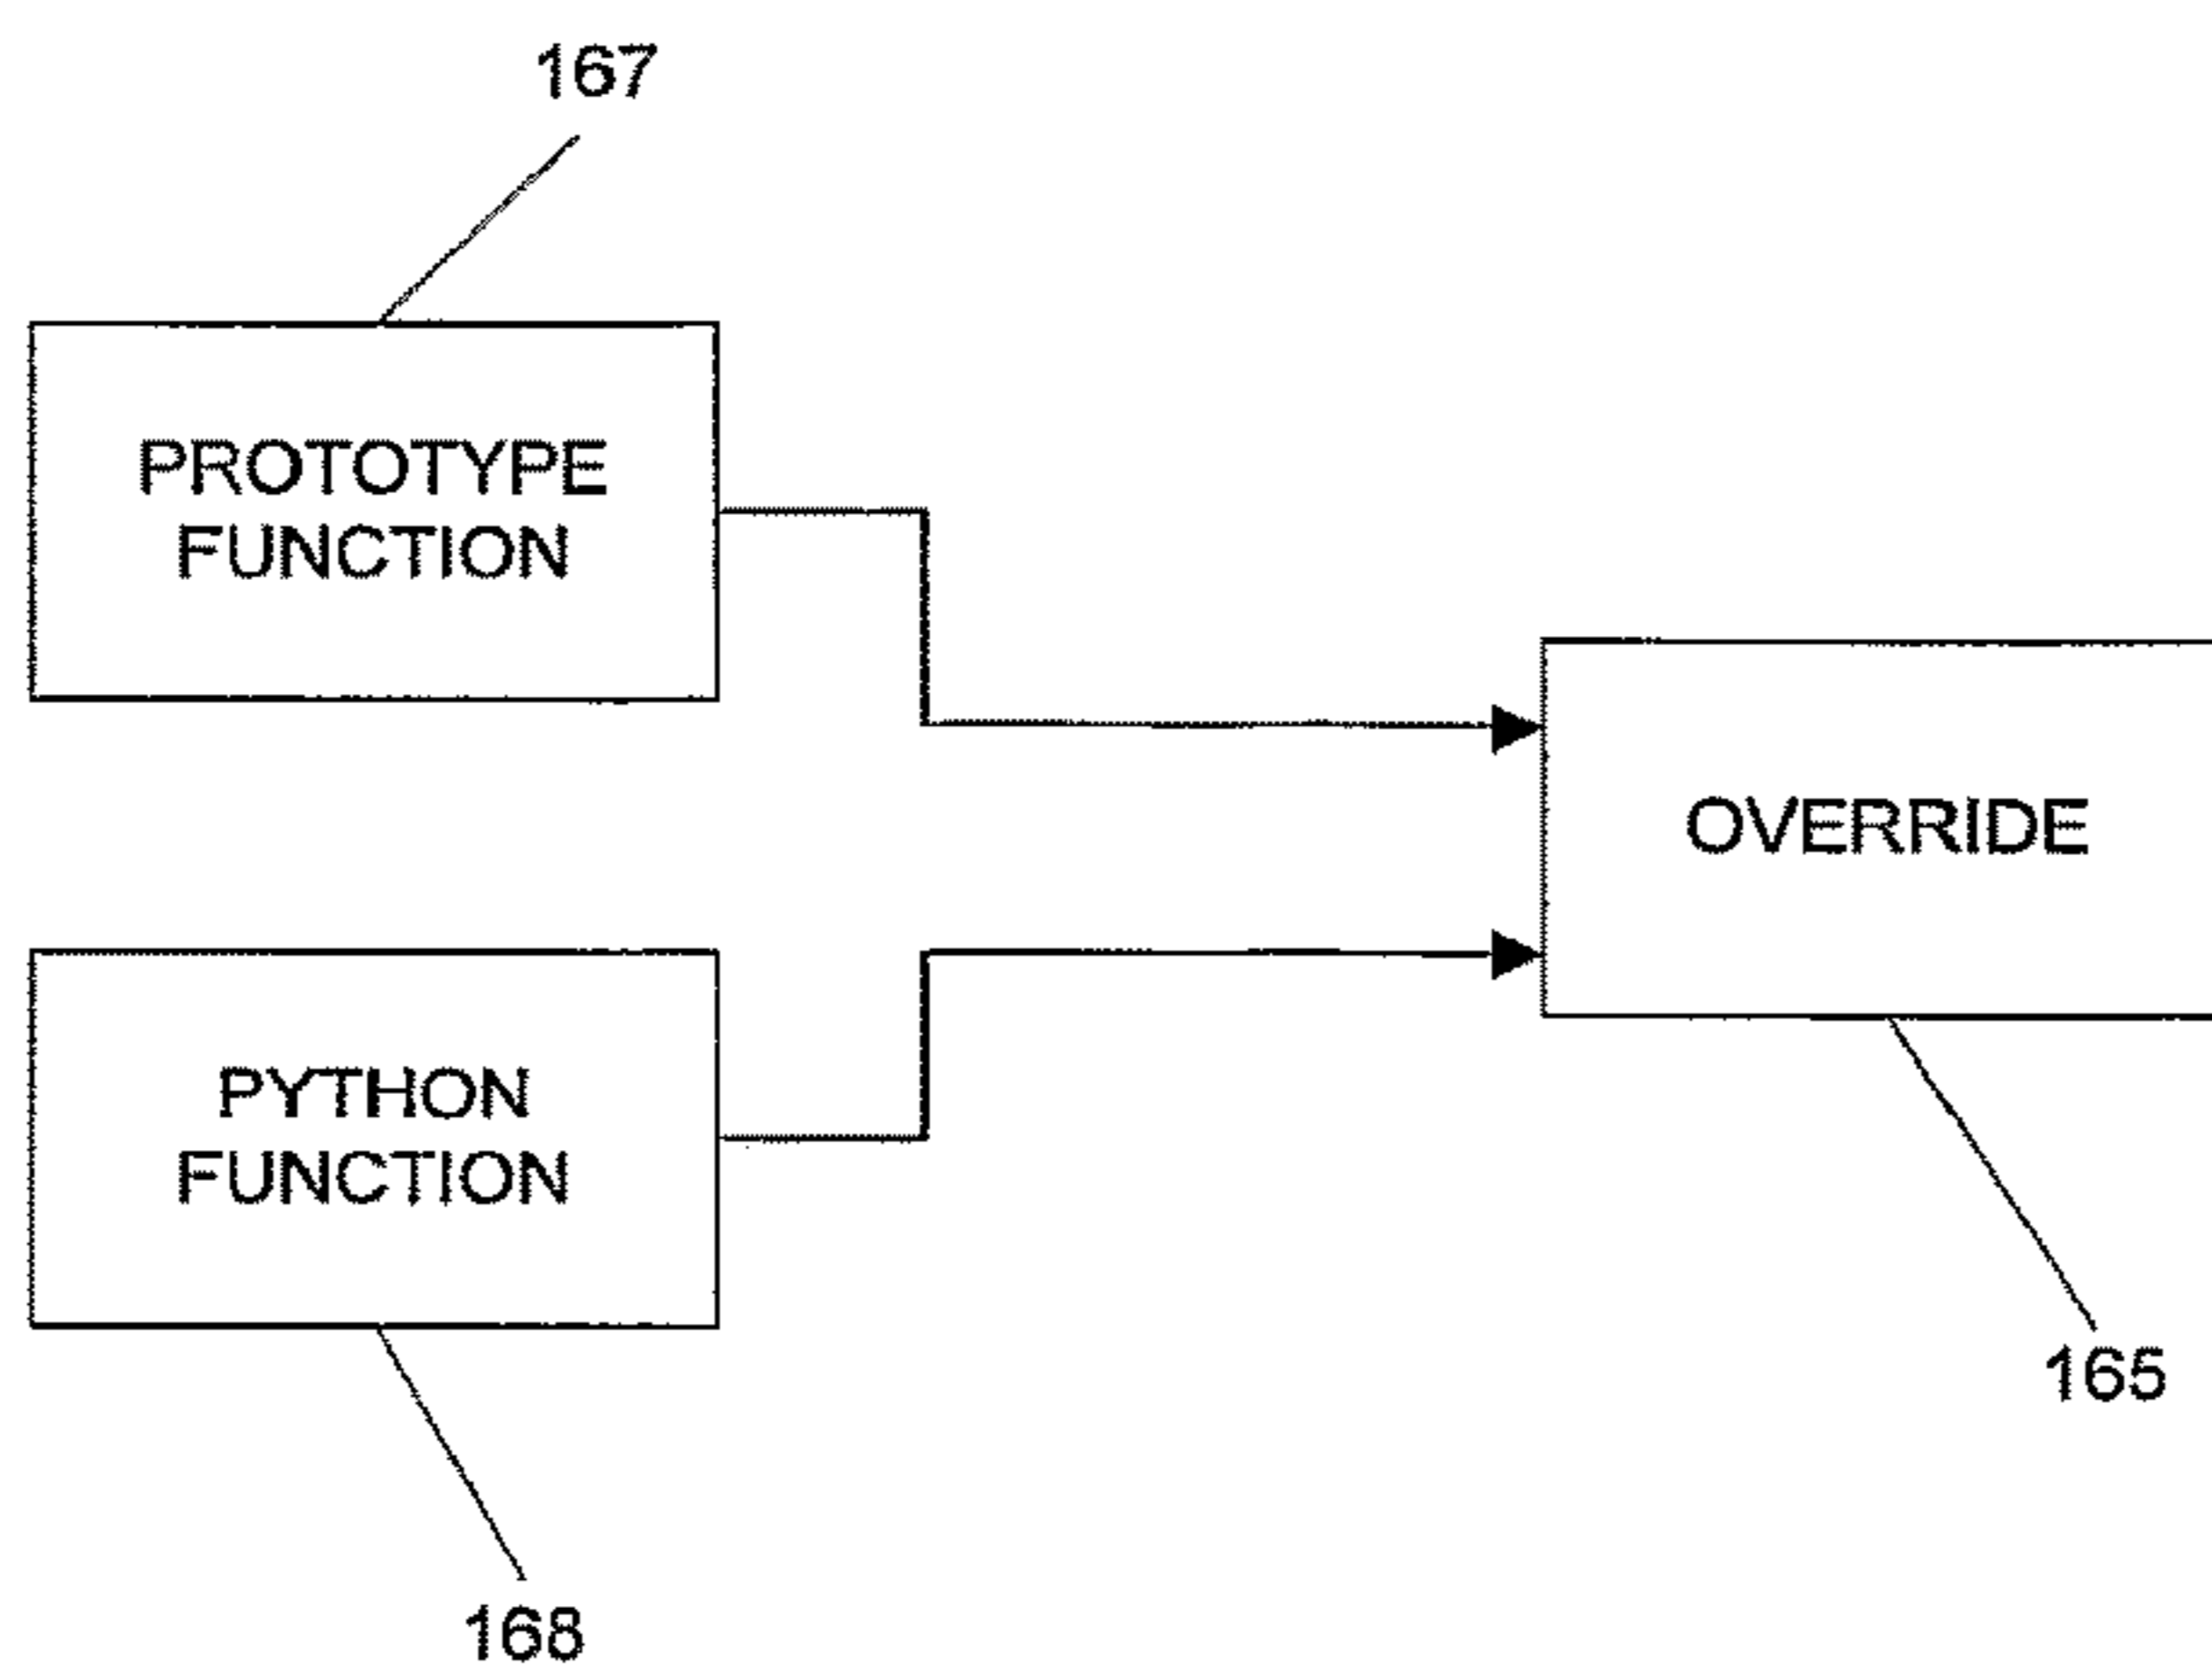 167
PROTOTYPE
FUNCTION
OVERRIDE
PYTHON
FUNCTION
165
168